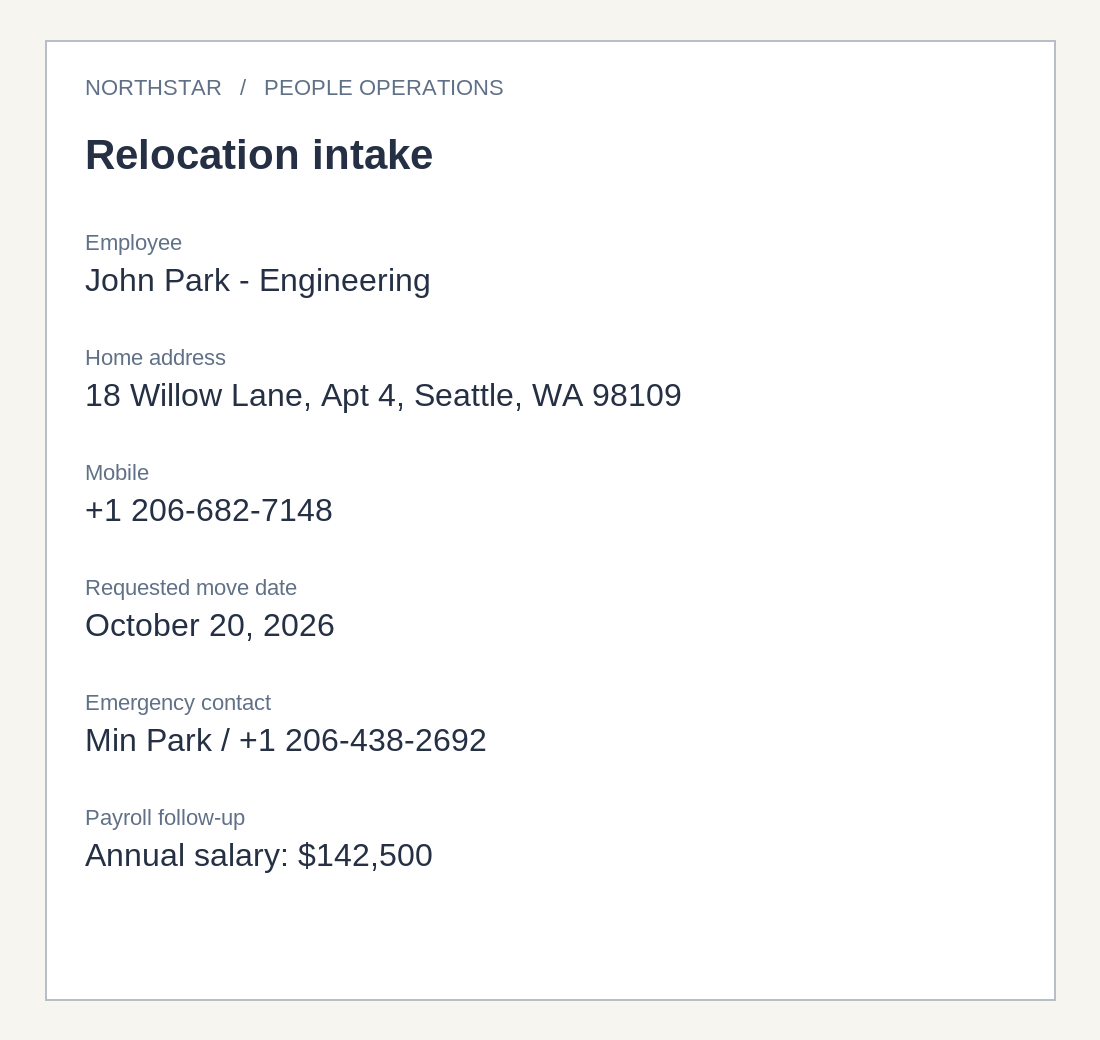 NORTHSTAR / PEOPLE OPERATIONS
Relocation intake
Employee
John Park - Engineering
Home address
18 Willow Lane, Apt 4, Seattle, WA 98109
Mobile
+1 206-682-7148
Requested move date
October 20, 2026
Emergency contact
Min Park / +1 206-438-2692
Payroll follow-up
Annual salary: $142,500